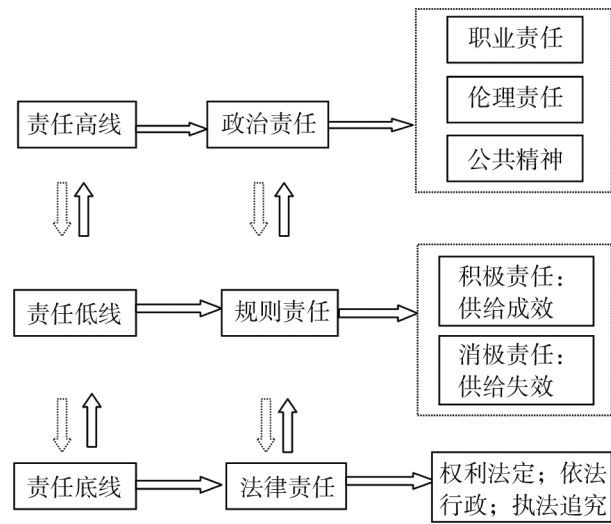 职业责任
伦理责任
公共精神
责任高线
政治责任
积极责任：
供给成效
消极责任：
供给失效
责任低线
规则责任
责任底线
法律责任
权利法定；依法
行政；执法追究